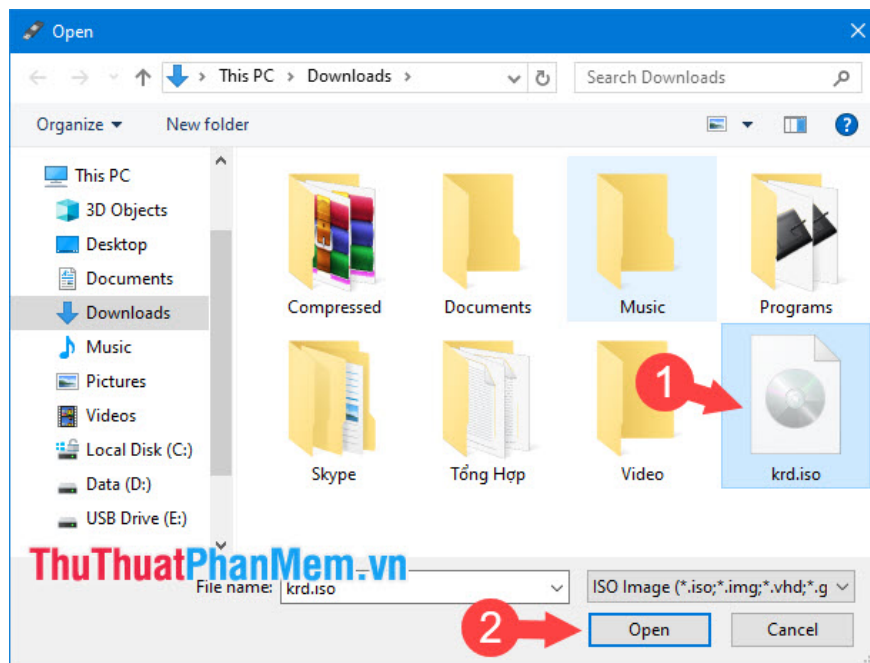 Open
This PC > Downloads >
Search Downloads
Organize
New folder
This PC
3D Objects
Desktop
Documents
Downloads
Music
Pictures
Videos
Local Disk (C:)
Data (D:)
USB Drive (E:)
Compressed
Documents
Music
Programs
Skype
Tổng Hợp
Video
krd.iso
1
ThuThuatPhanMem.vn
File name:
krd.iso
ISO Image (*.iso;*.img;*.vhd;*.g
2
Open
Cancel